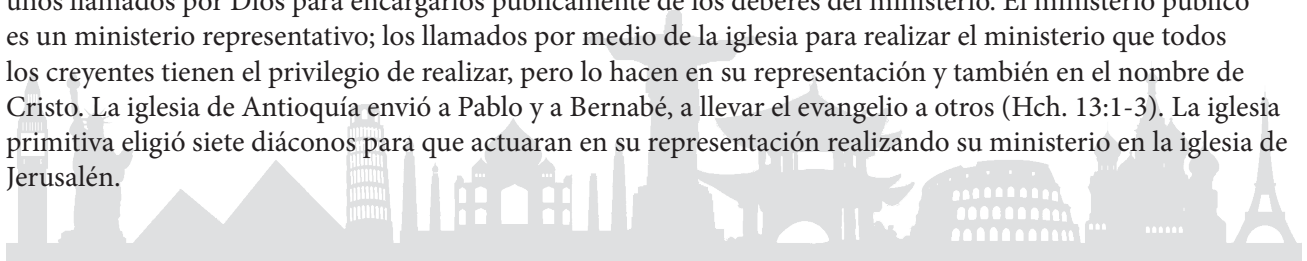 unos llamados por Dios para encargarlos públicamente de los deberes del ministerio. El ministerio público
es un ministerio representativo; los llamados por medio de la iglesia para realizar el ministerio que todos
los creyentes tienen el privilegio de realizar, pero lo hacen en su representación y también en el nombre de
Cristo. La iglesia de Antioquía envió a Pablo y a Bernabé, a llevar el evangelio a otros (Hch. 13:1-3). La iglesia
primitiva eligió siete diáconos para que actuaran en su representación realizando su ministerio en la iglesia de
Jerusalén.